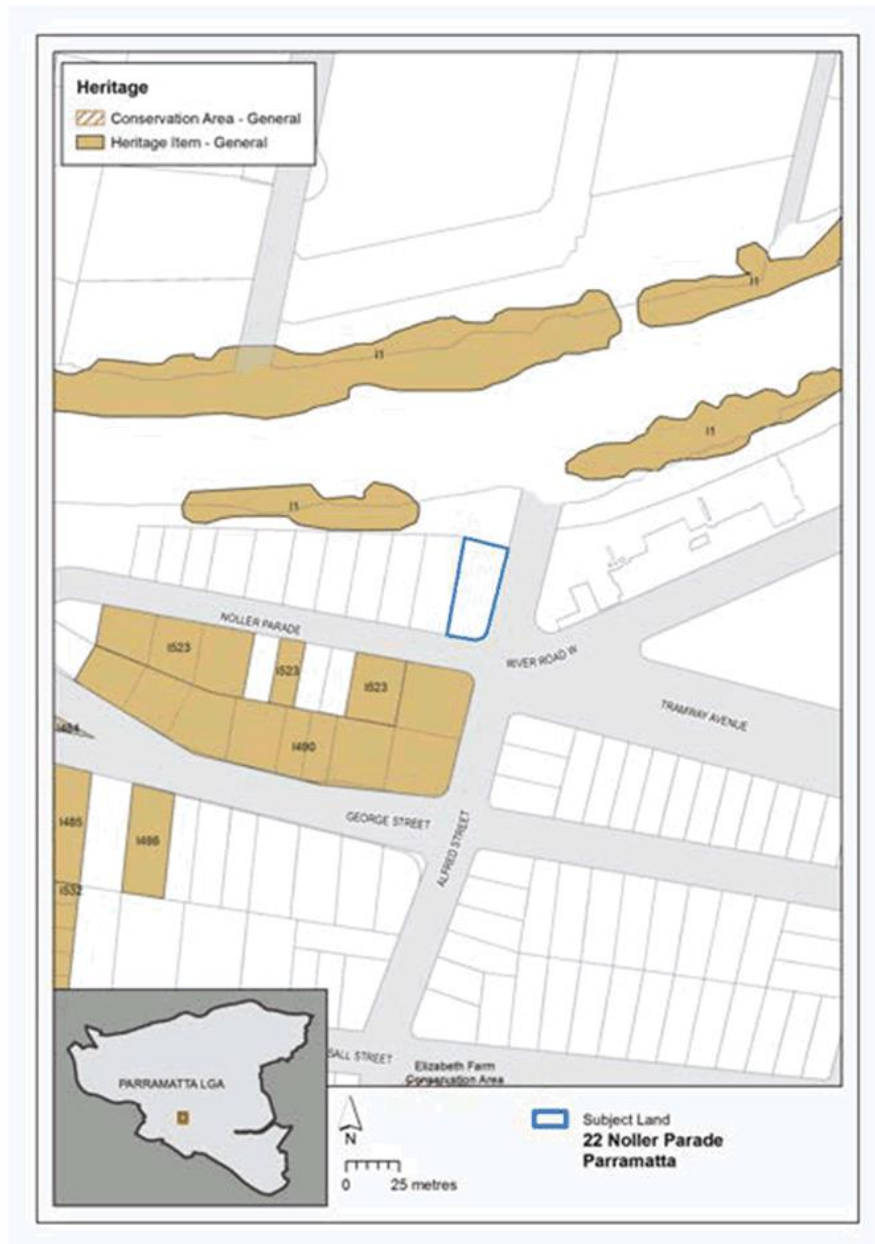 Heritage
Conservation Area - General
Heritage Item - General
I1
I1
I1
I1
NOLLER PARADE
I523
I523
I523
RIVER ROAD W
TRAMWAY AVENUE
I490
GEORGE STREET
ALFRED STREET
I485
I486
I532
SALL STREET
Elizabeth Farm
Conservation Area
PARRAMATTA LGA
N
0 25 metres
Subject Land
22 Noller Parade
Parramatta